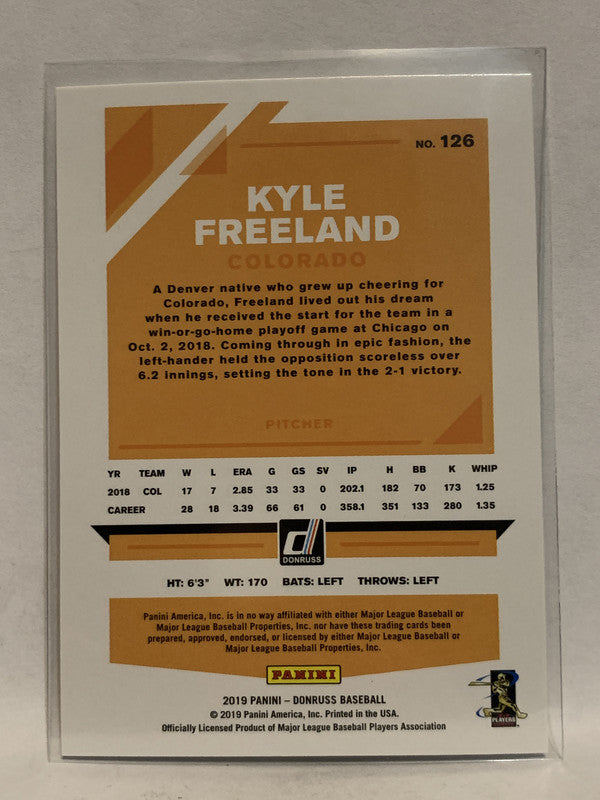 NO. 126
KYLE
FREELAND
COLORADO
A Denver native who grew up cheering for
Colorado, Freeland lived out his dream
when he received the start for the team in a
win-or-go-home playoff game at Chicago on
Oct. 2, 2018. Coming through in epic fashion, the
left-hander held the opposition scoreless over
6.2 innings, setting the tone in the 2-1 victory.
PITCHER
YR TEAM W L ERA G GS SV IP H BB K WHIP
2018 COL 17 7 2.85 33 33 0 202.1 182 70 173 1.25
CAREER 28 18 3.39 66 61 0 358.1 351 133 280 1.35
d
DONRUSS
HT: 6'3" WT: 170 BATS: LEFT THROWS: LEFT
Panini America, Inc. is in no way affiliated with either Major League Baseball or
Major League Baseball Properties, Inc. nor have these trading cards been
prepared, approved, endorsed, or licensed by either Major League Baseball or
Major League Baseball Properties, Inc.
PANINI
2019 PANINI – DONRUSS BASEBALL
© 2019 Panini America, Inc. Printed in the USA.
Officially Licensed Product of Major League Baseball Players Association
PLAYERS